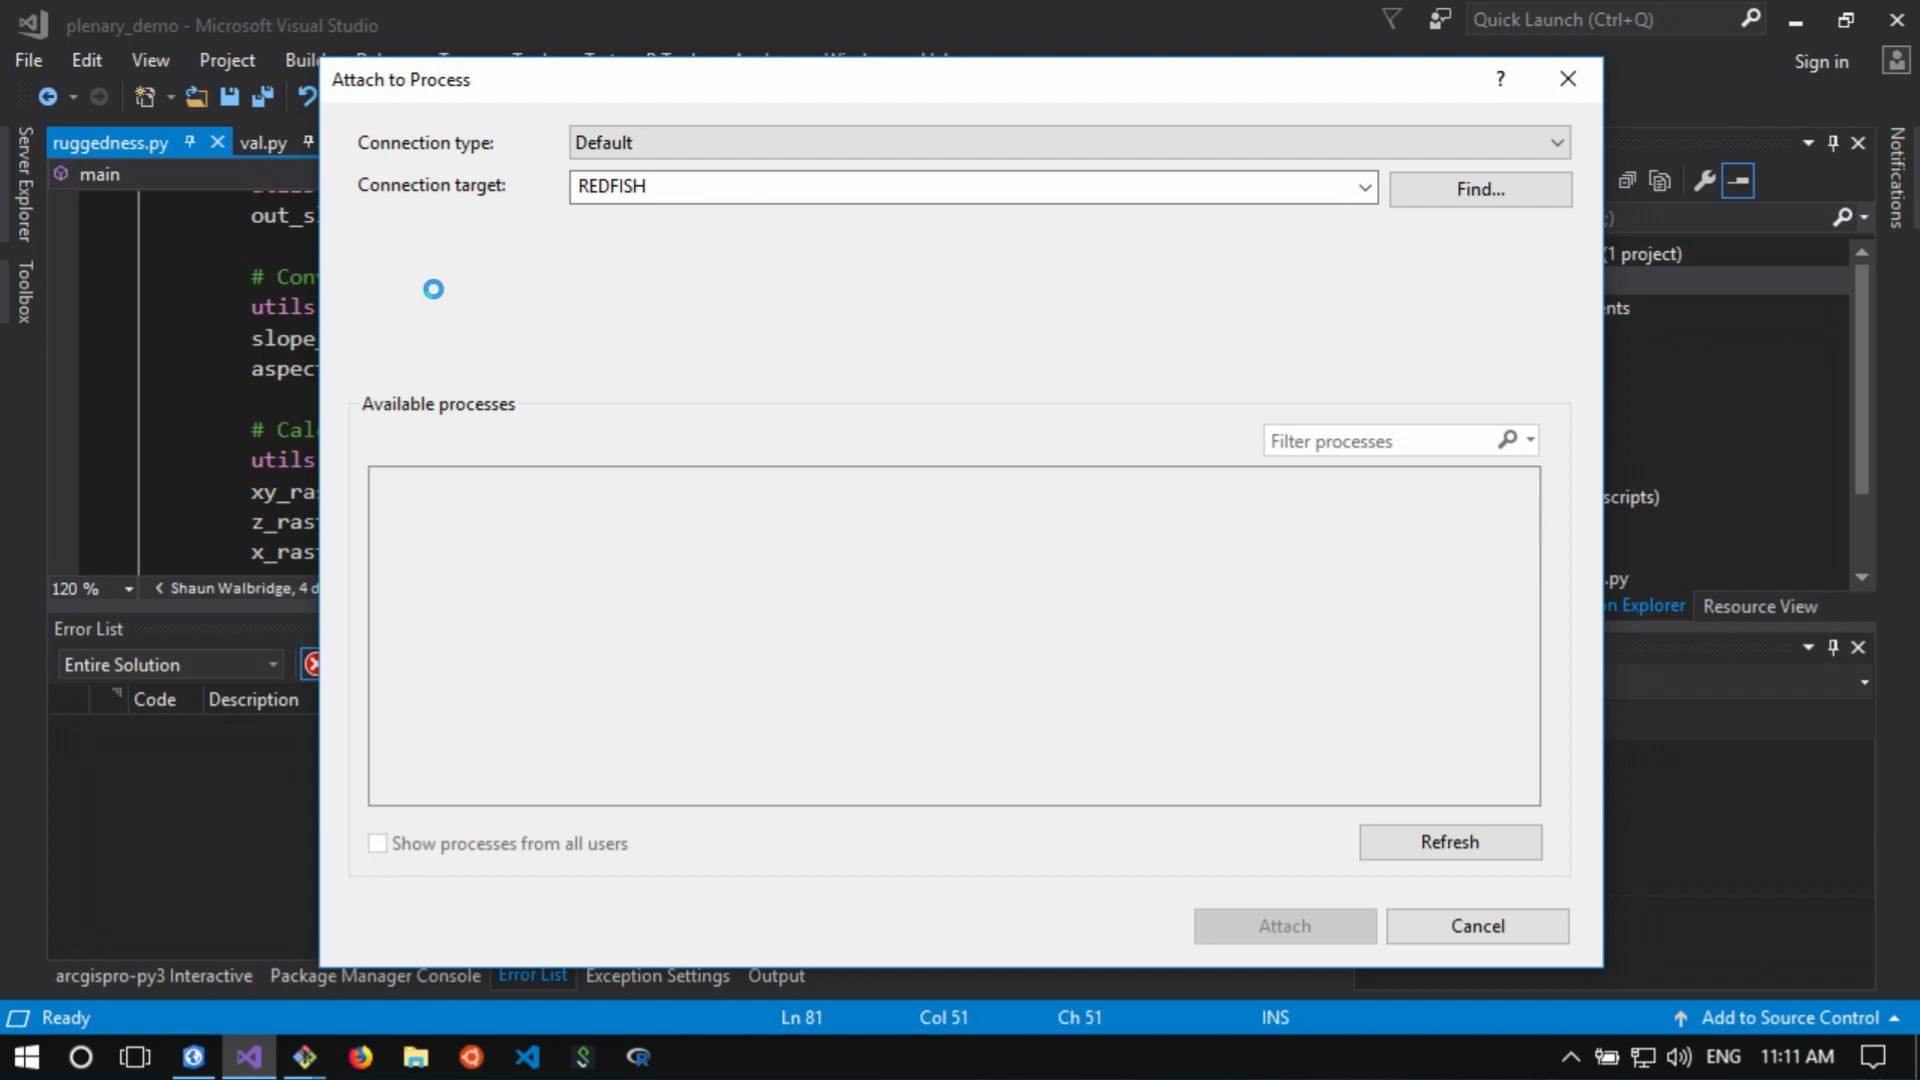 plenary_demo - Microsoft Visual Studio
Quick Launch (Ctrl+Q)
File Edit View Project
Sign in
Attach to Process
?
Connection type: Default
Connection target: REDFISH Find...
ruggedness.py val.py
main
out_s
# Con
utils
slope_
aspec
# Cal
utils
xy_ra
z_ras
x_ras
120 % Shaun Walbridge, 4 d
Server Explorer
Toolbox
Notifications
(1 project)
nts
scripts)
.py
n Explorer Resource View
Available processes
Filter processes
Show processes from all users
Refresh
Attach Cancel
Error List
Entire Solution
Code Description
arcgispro-py3 Interactive Package Manager Console Error List Exception Settings Output
Ready Ln 81 Col 51 Ch 51 INS Add to Source Control
ENG 11:11 AM